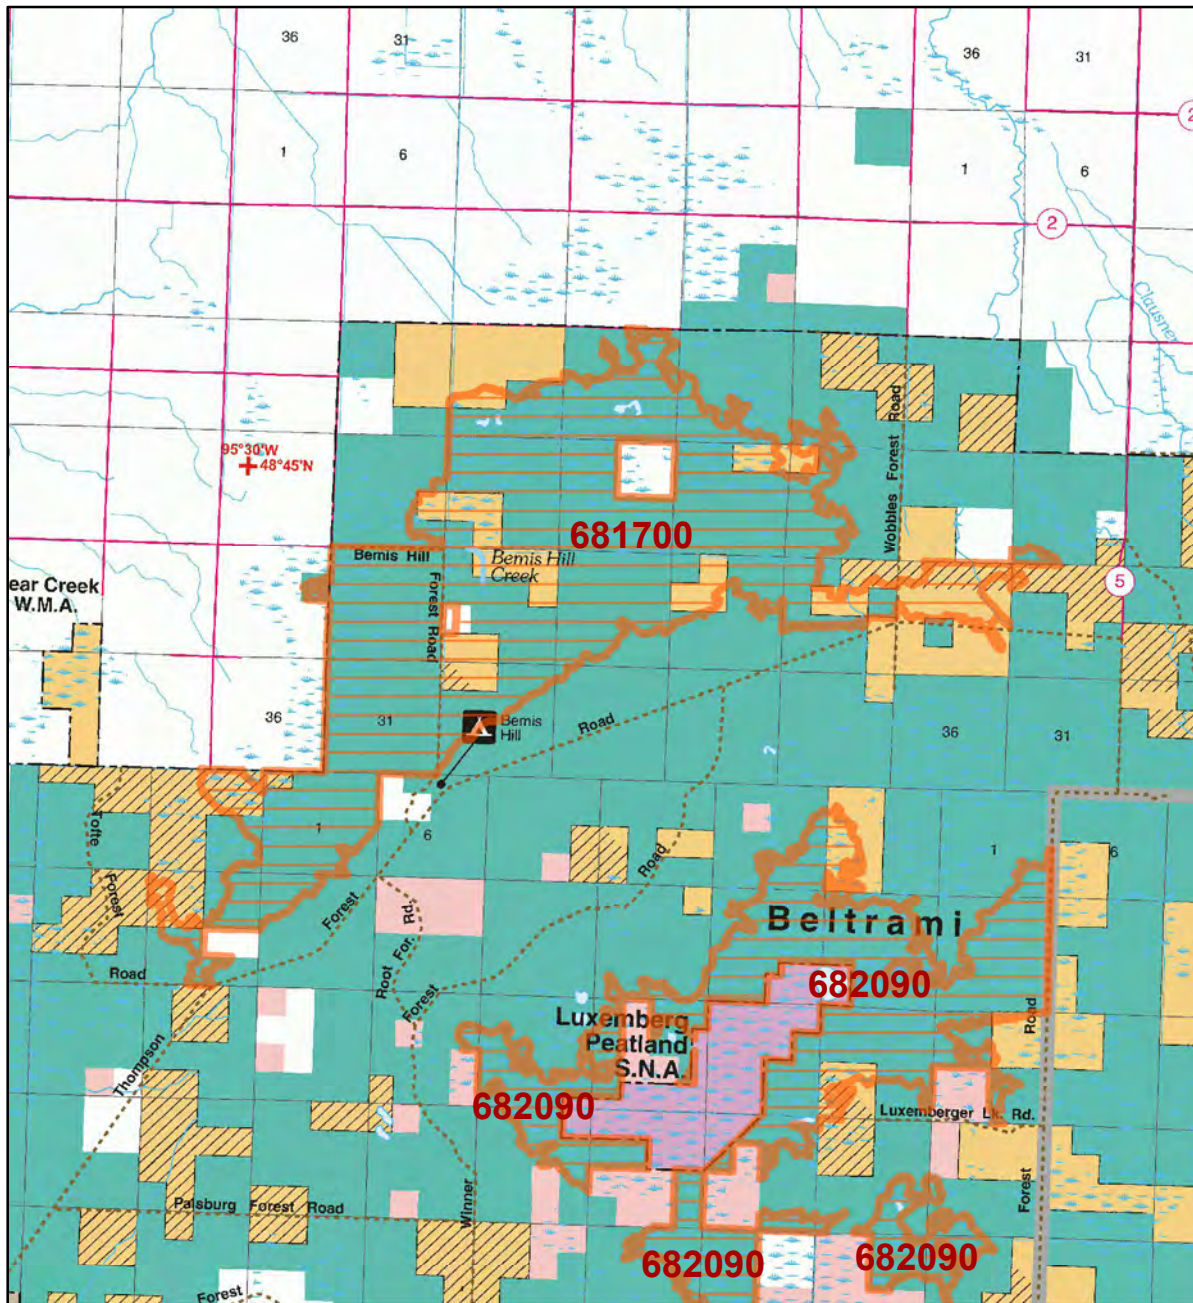 36
31
36
31
2
1
6
1
6
2
Clausner
95°30'W
48°45'N
Wobbles Forest Road
681700
Bemis Hill
Bemis Hill
Creek
ear Creek
W.M.A.
Forest Road
5
36
31
Bemis
Hill
Road
36
31
Tofte
1
6
1
6
Road
Forest
Forest
Root For. Rd.
Beltrami
Road
682090
Forest
Luxemberg
Peatland
S.N.A.
Road
Thompson
682090
Luxemberger Lk. Rd.
Forest
Winner
Palsburg Forest Road
682090
682090
Forest